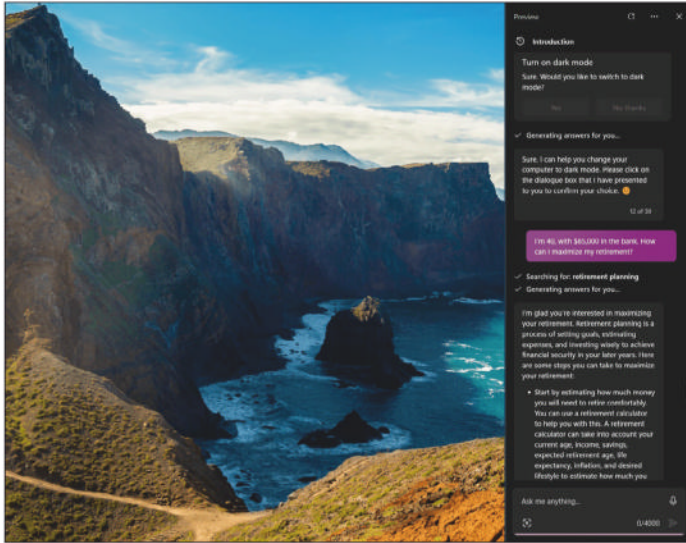 Preview
Introduction
Turn on dark mode
Sure. Would you like to switch to dark
mode?
Yes
No thanks
Generating answers for you...
Sure, I can help you change your
computer to dark mode. Please click on
the dialogue box that I have presented
to you to confirm your choice.
12 of 30
I'm 40, with $65,000 in the bank. How
can I maximize my retirement?
Searching for: retirement planning
Generating answers for you...
I'm glad you're interested in maximizing
your retirement. Retirement planning is a
process of setting goals, estimating
expenses, and investing wisely to achieve
financial security in your later years. Here
are some steps you can take to maximize
your retirement:
• Start by estimating how much money
you will need to retire comfortably.
You can use a retirement calculator
to help you with this. A retirement
calculator can take into account your
current age, income, savings,
expected retirement age, life
expectancy, inflation, and desired
lifestyle to estimate how much you
Ask me anything...
0/4000